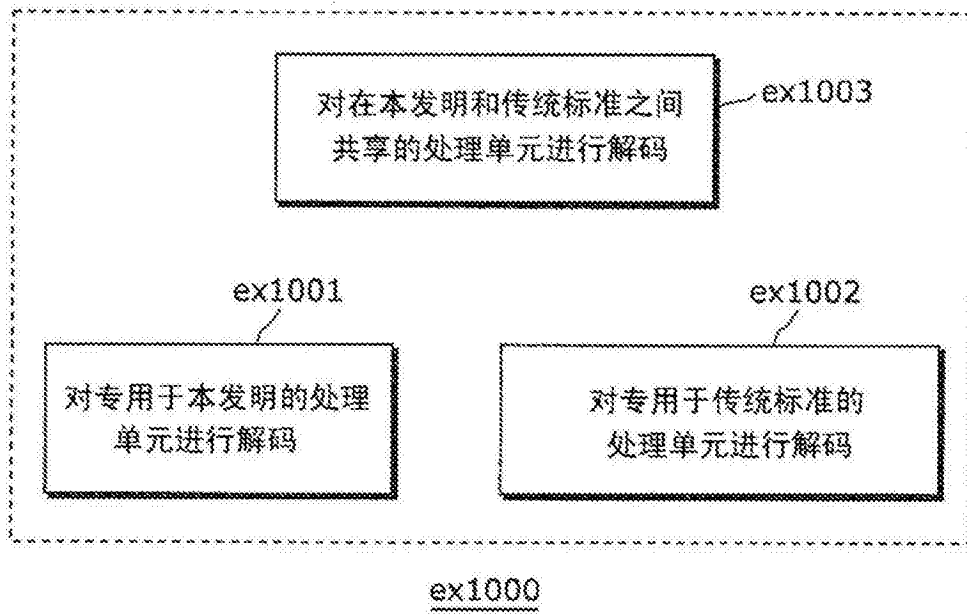 对在本发明和传统标准之间
共享的处理单元进行解码
ex1003
ex1001
对专用于本发明的处理
单元进行解码
ex1002
对专用于传统标准的
处理单元进行解码
ex1000